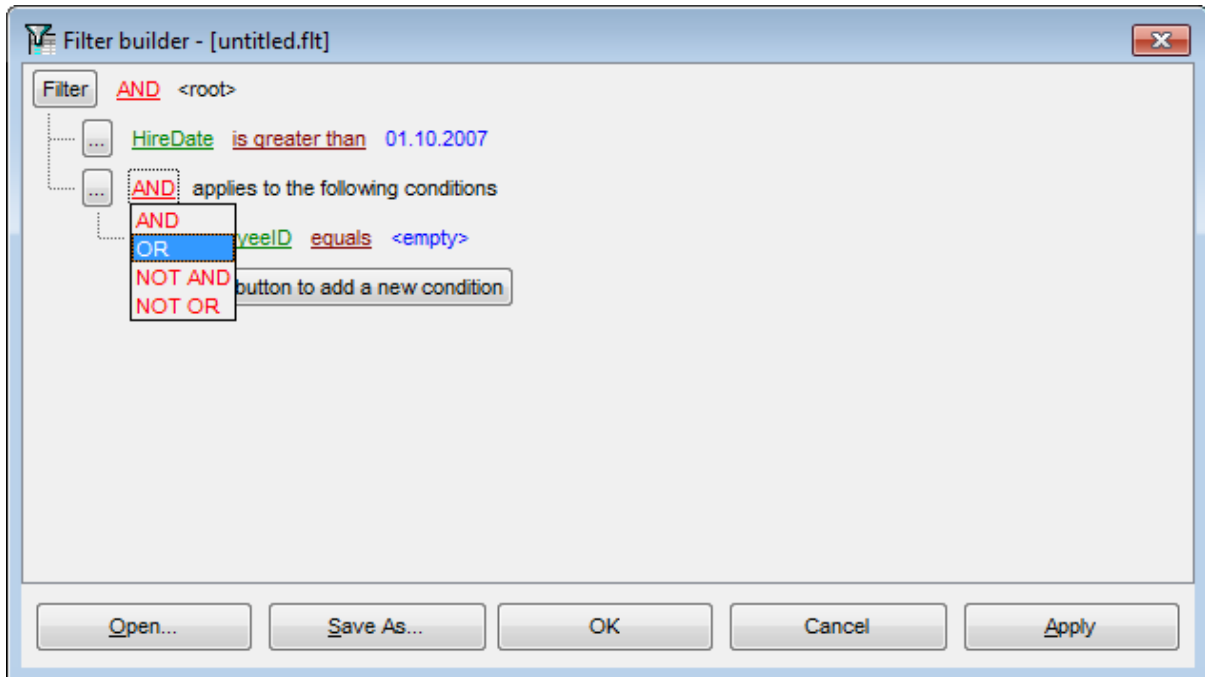 Filter builder - [untitled.flt]
Filter AND <root>
... HireDate is greater than 01.10.2007
... AND applies to the following conditions
AND
yeeID equals <empty>
OR
NOT AND
button to add a new condition
NOT OR
Open... Save As... OK Cancel Apply